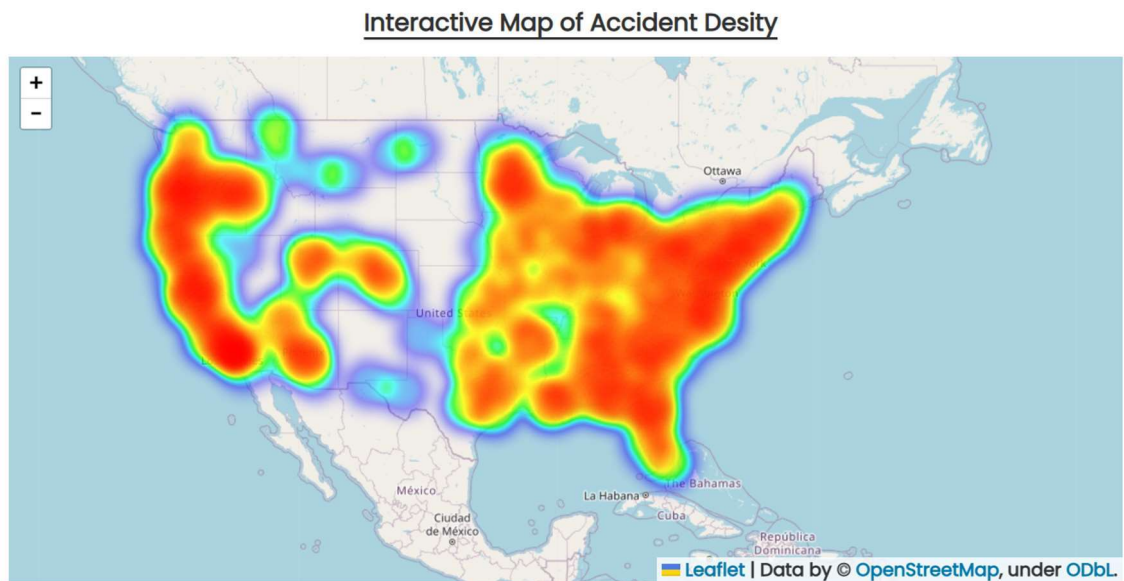 Interactive Map of Accident Desity
+
−
Ottawa
United States
México
Ciudad
de México
La Habana
The Bahamas
Cuba
República
Dominicana
Leaflet | Data by © OpenStreetMap, under ODbL.